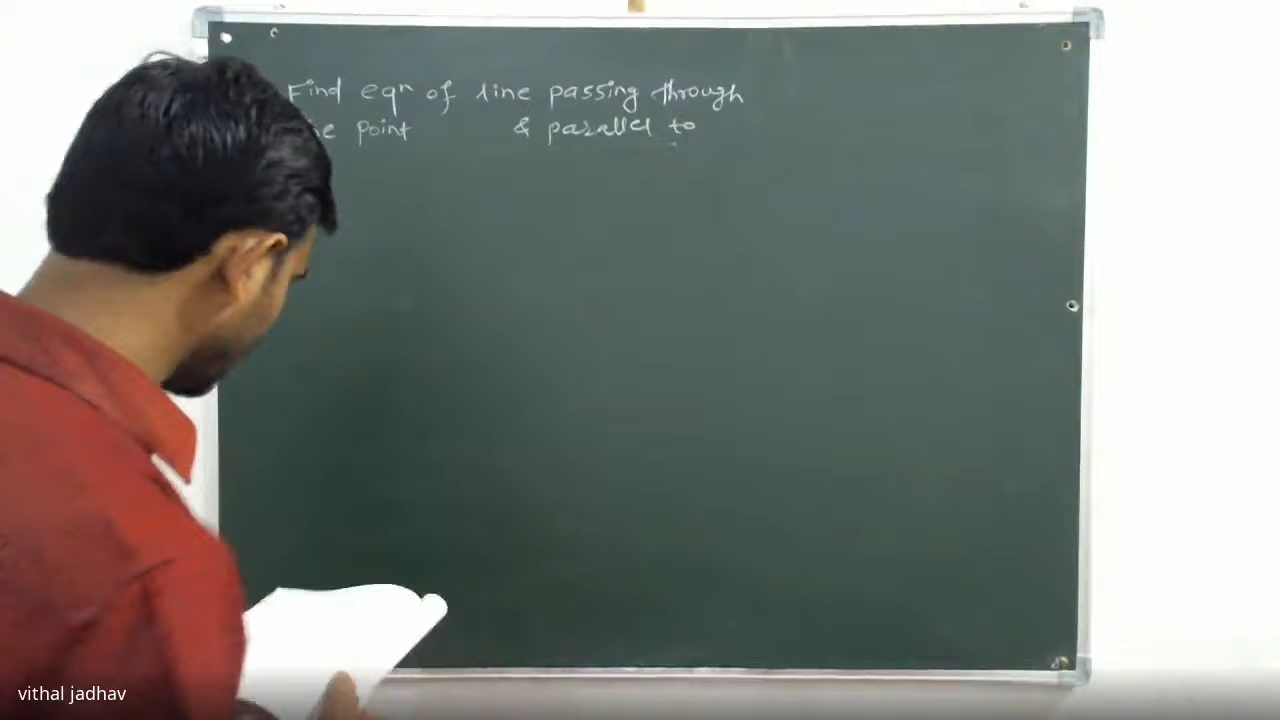 Find eqn of line passing through
point & parallel to
vithal jadhav